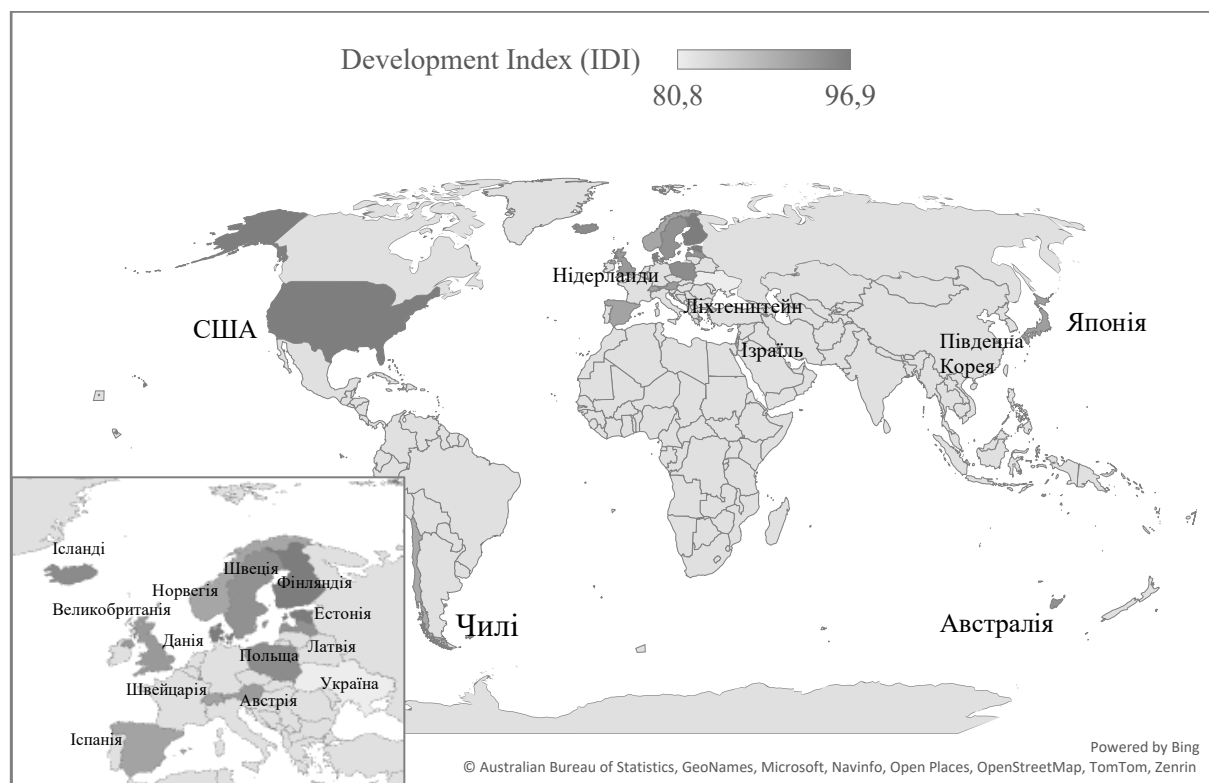 Development Index (IDI)
80,8 96,9
Нідерланди
Ліхтенштейн
США
Японія
Ізраїль
Південна
Корея
Чилі
Австралія
Ісланді
Швеція
Норвегія
Фінляндія
Великобританія
Естонія
Данія
Латвія
Польща
Швейцарія
Україна
Австрія
Іспанія
Powered by Bing
© Australian Bureau of Statistics, GeoNames, Microsoft, Navinfo, Open Places, OpenStreetMap, TomTom, Zenrin